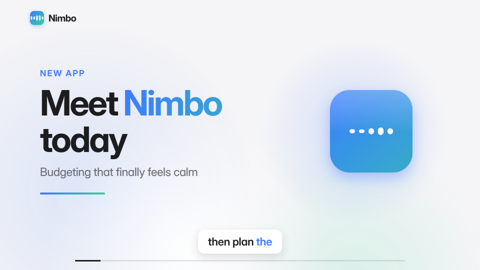 Nimbo
NEW APP
Meet Nimbo
today
Budgeting that finally feels calm
then plan the